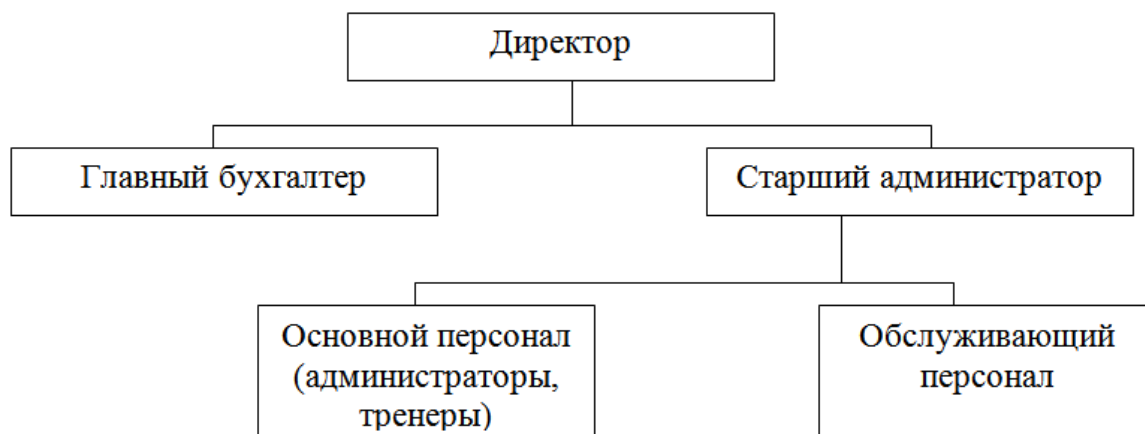 Директор
Главный бухгалтер
Старший администратор
Основной персонал
(администраторы,
тренеры)
Обслуживающий
персонал